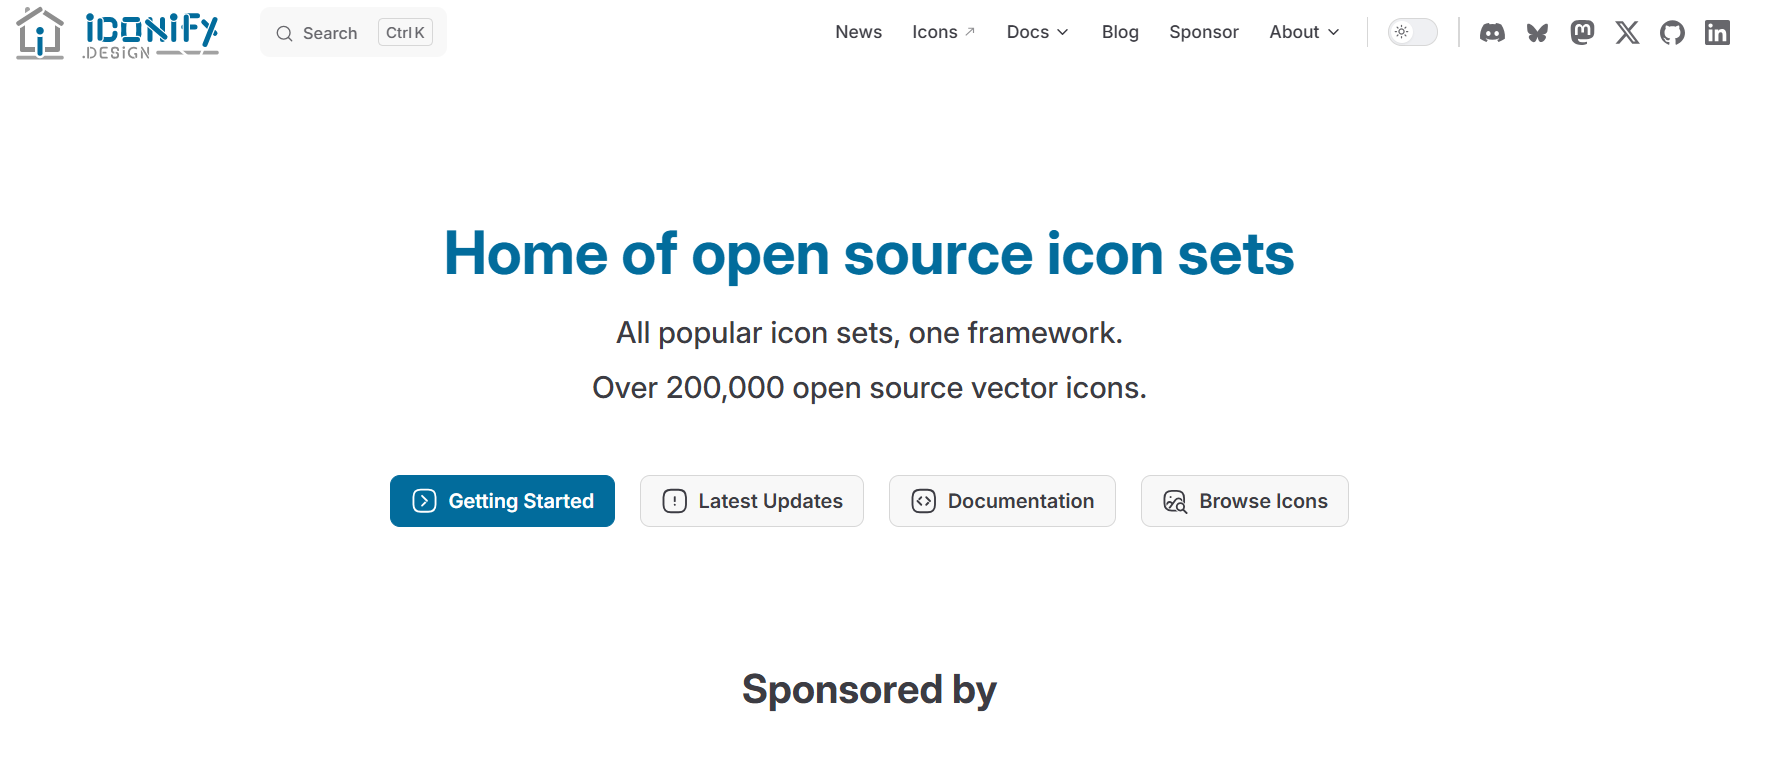 iCONiFY
.DESiGN
Search Ctrl K
News Icons Docs Blog Sponsor About
Home of open source icon sets
All popular icon sets, one framework.
Over 200,000 open source vector icons.
Getting Started Latest Updates Documentation Browse Icons
Sponsored by